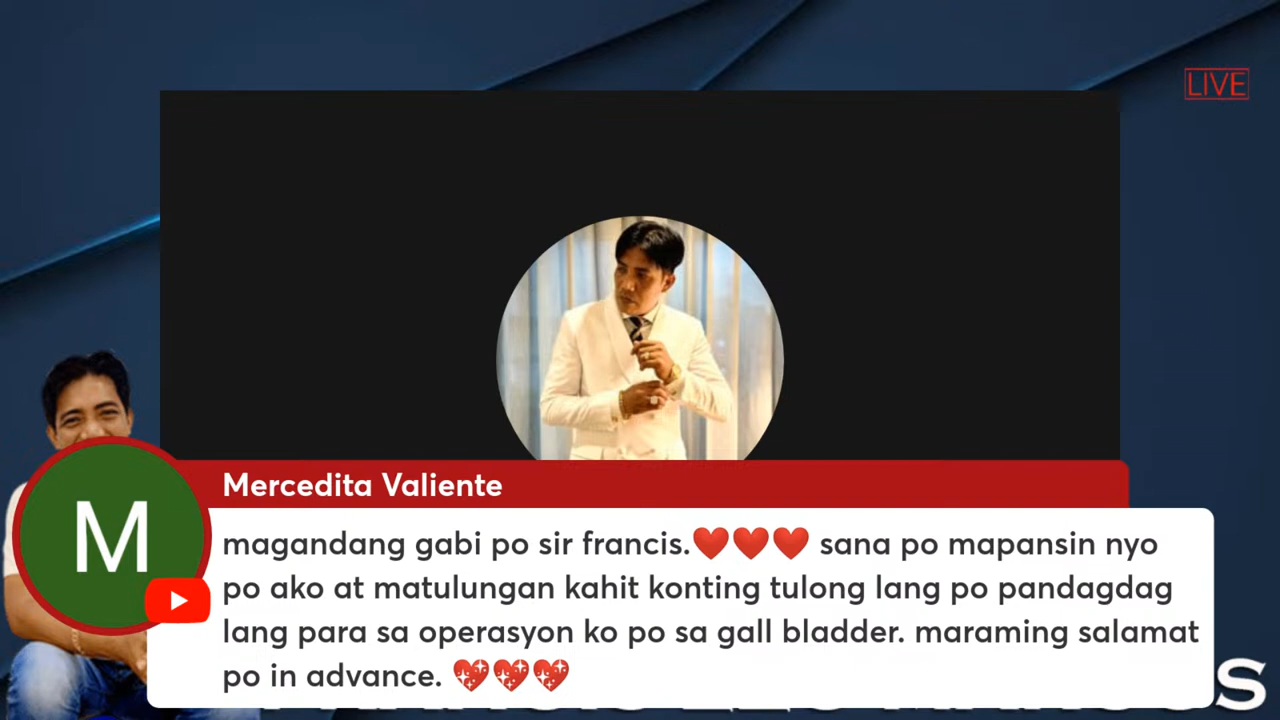 LIVE
Mercedita Valiente
M
magandang gabi po sir francis.❤️❤️❤️ sana po mapansin nyo
po ako at matulungan kahit konting tulong lang po pandagdag
lang para sa operasyon ko po sa gall bladder. maraming salamat
po in advance. 💖💖💖